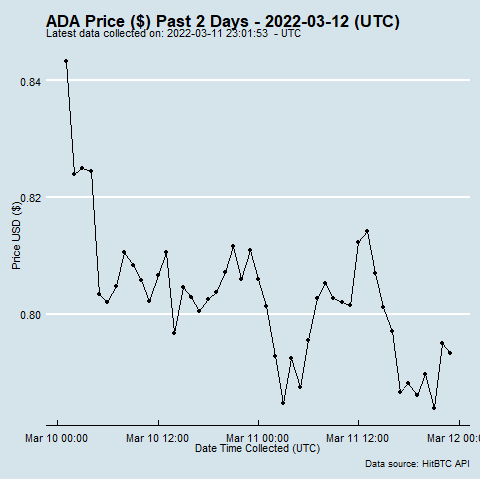 ADA Price ($) Past 2 Days - 2022-03-12 (UTC)
Latest data collected on: 2022-03-11 23:01:53 - UTC
0.84
0.82
0.80
Price USD ($)
Mar 10 00:00 Mar 10 12:00 Mar 11 00:00 Mar 11 12:00 Mar 12 00:0
Date Time Collected (UTC)
Data source: HitBTC API